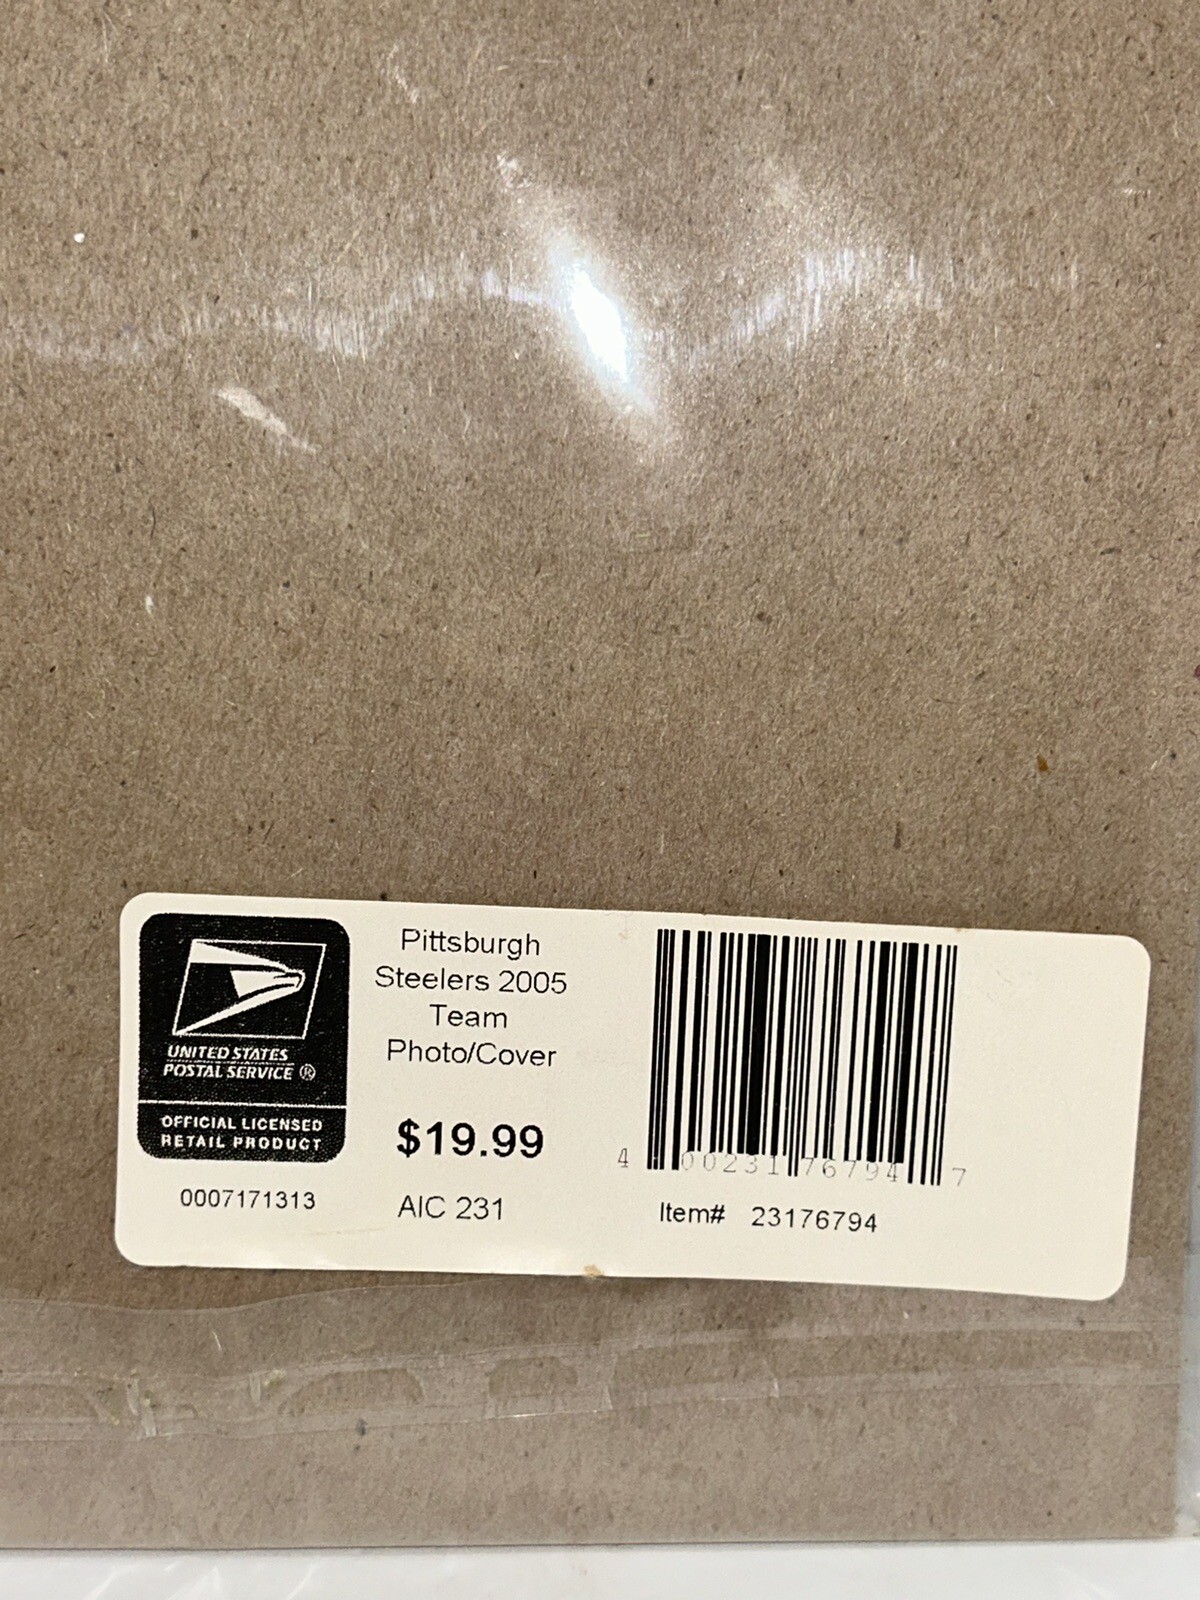 UNITED STATES
POSTAL SERVICE ®
OFFICIAL LICENSED
RETAIL PRODUCT
0007171313
Pittsburgh
Steelers 2005
Team
Photo/Cover
$19.99
AIC 231
4 00231 76794 7
Item# 23176794